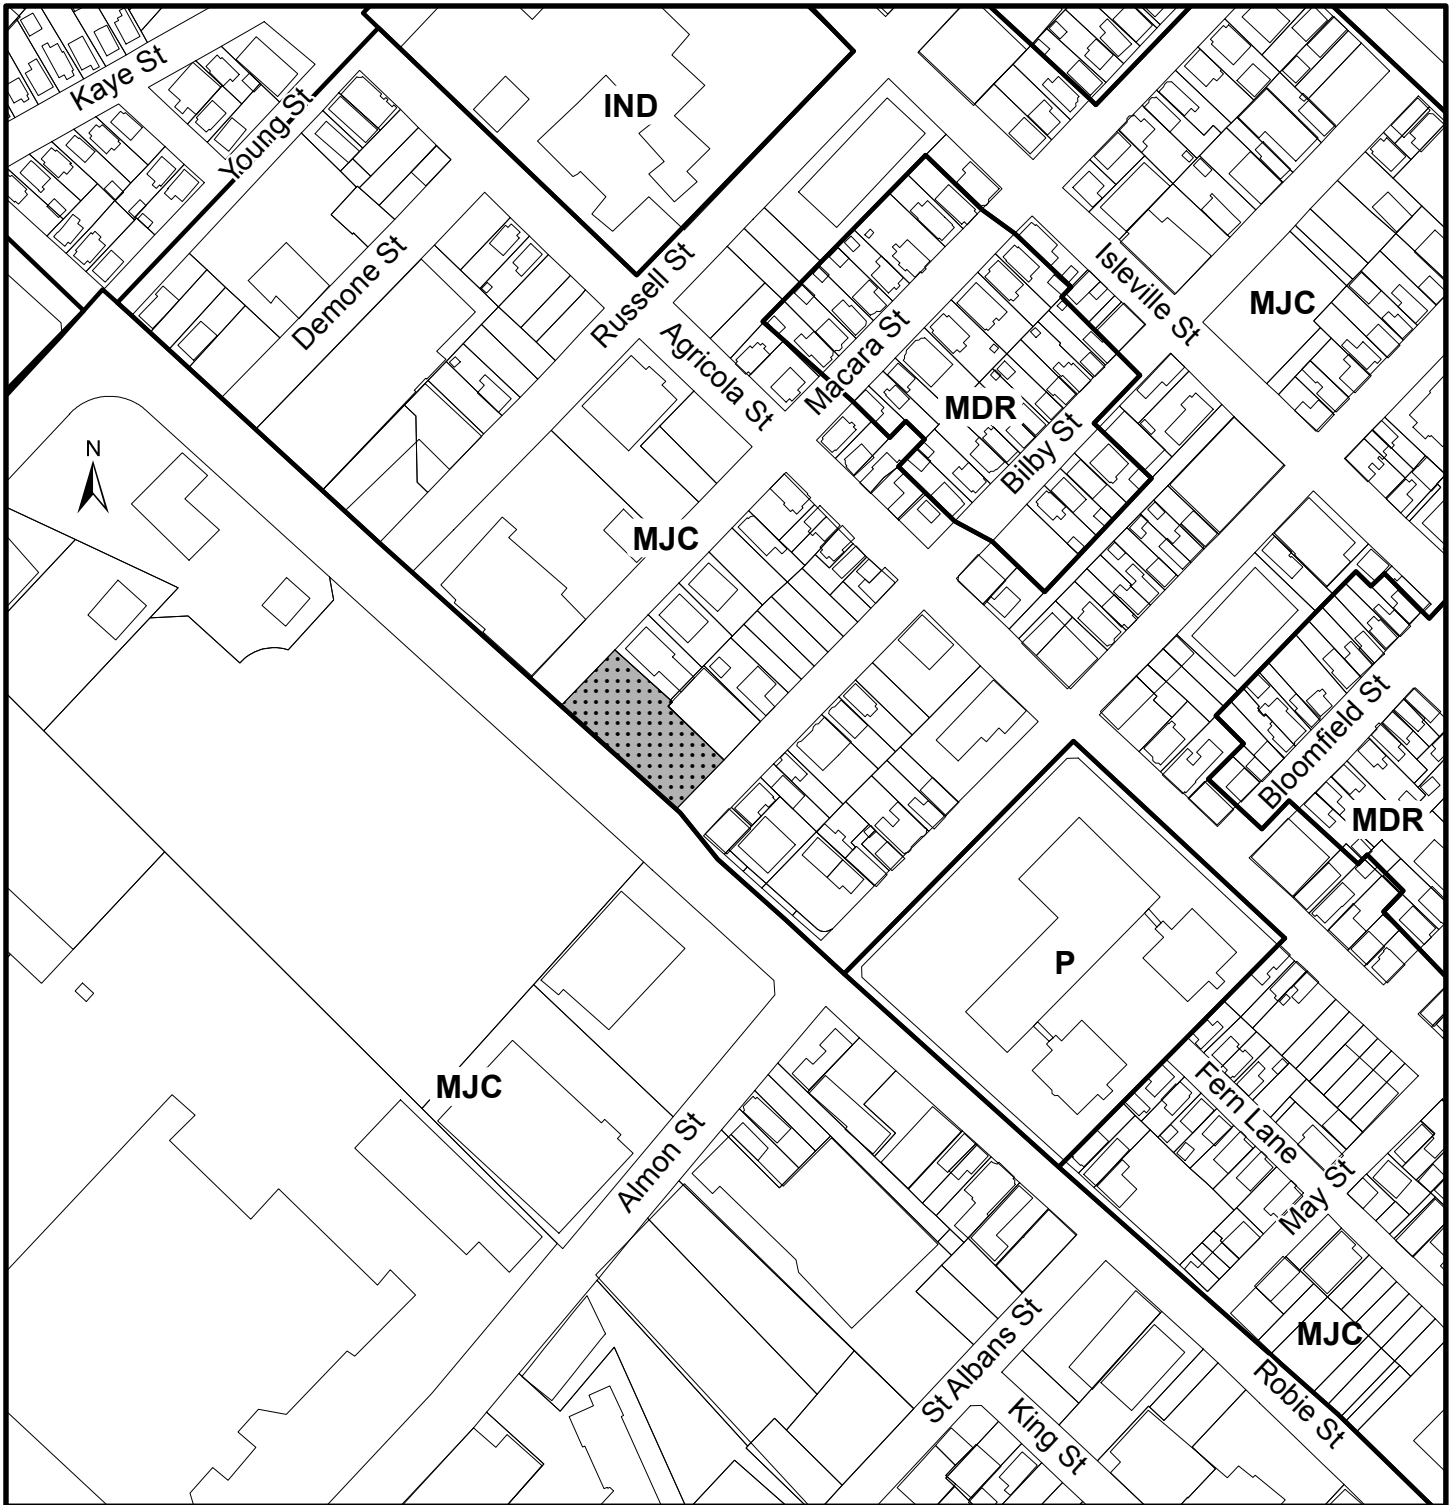 Kaye St
IND
Young St
Demone St
Russell St
Isleville St
MJC
Agricola St
Macara St
MDR
Bilby St
N
MJC
Bloomfield St
MDR
P
MJC
Fern Lane
Almon St
May St
MJC
St Albans St
Robie St
King St